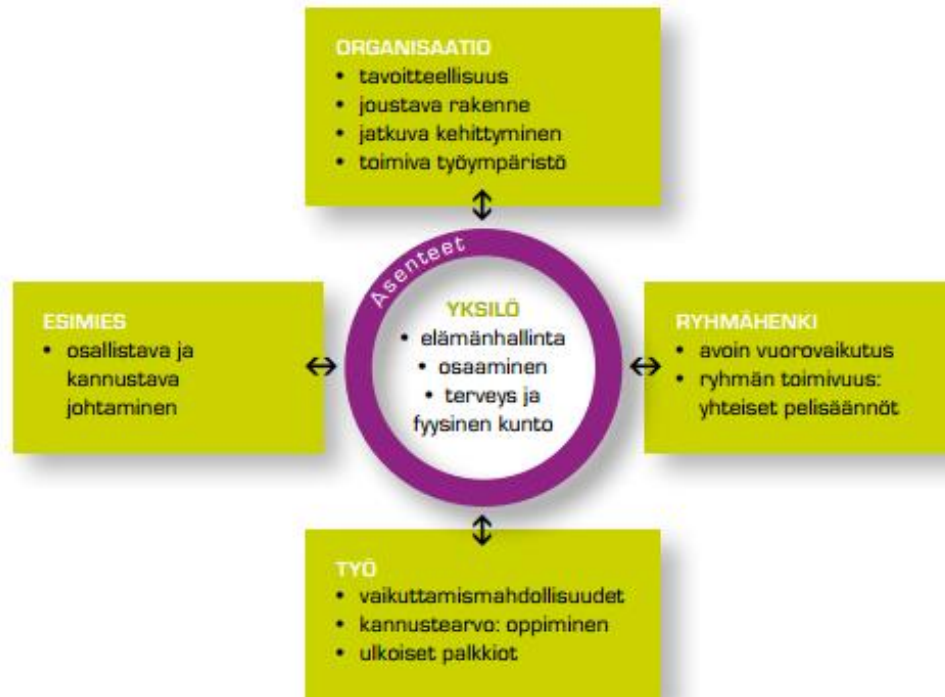 ORGANISAATIO
• tavoitteellisuus
• joustava rakenne
• jatkuva kehittyminen
• toimiva työympäristö
Asenteet
ESIMIES
• osallistava ja
kannustava
johtaminen
YKSILÖ
• elämänhallinta
• osaaminen
• terveys ja
fyysinen kunto
RYHMÄHENKI
• avoin vuorovaikutus
• ryhmän toimivuus:
yhteiset pelisäännöt
TYÖ
• vaikuttamismahdollisuudet
• kannustearvo: oppiminen
• ulkoiset palkkiot